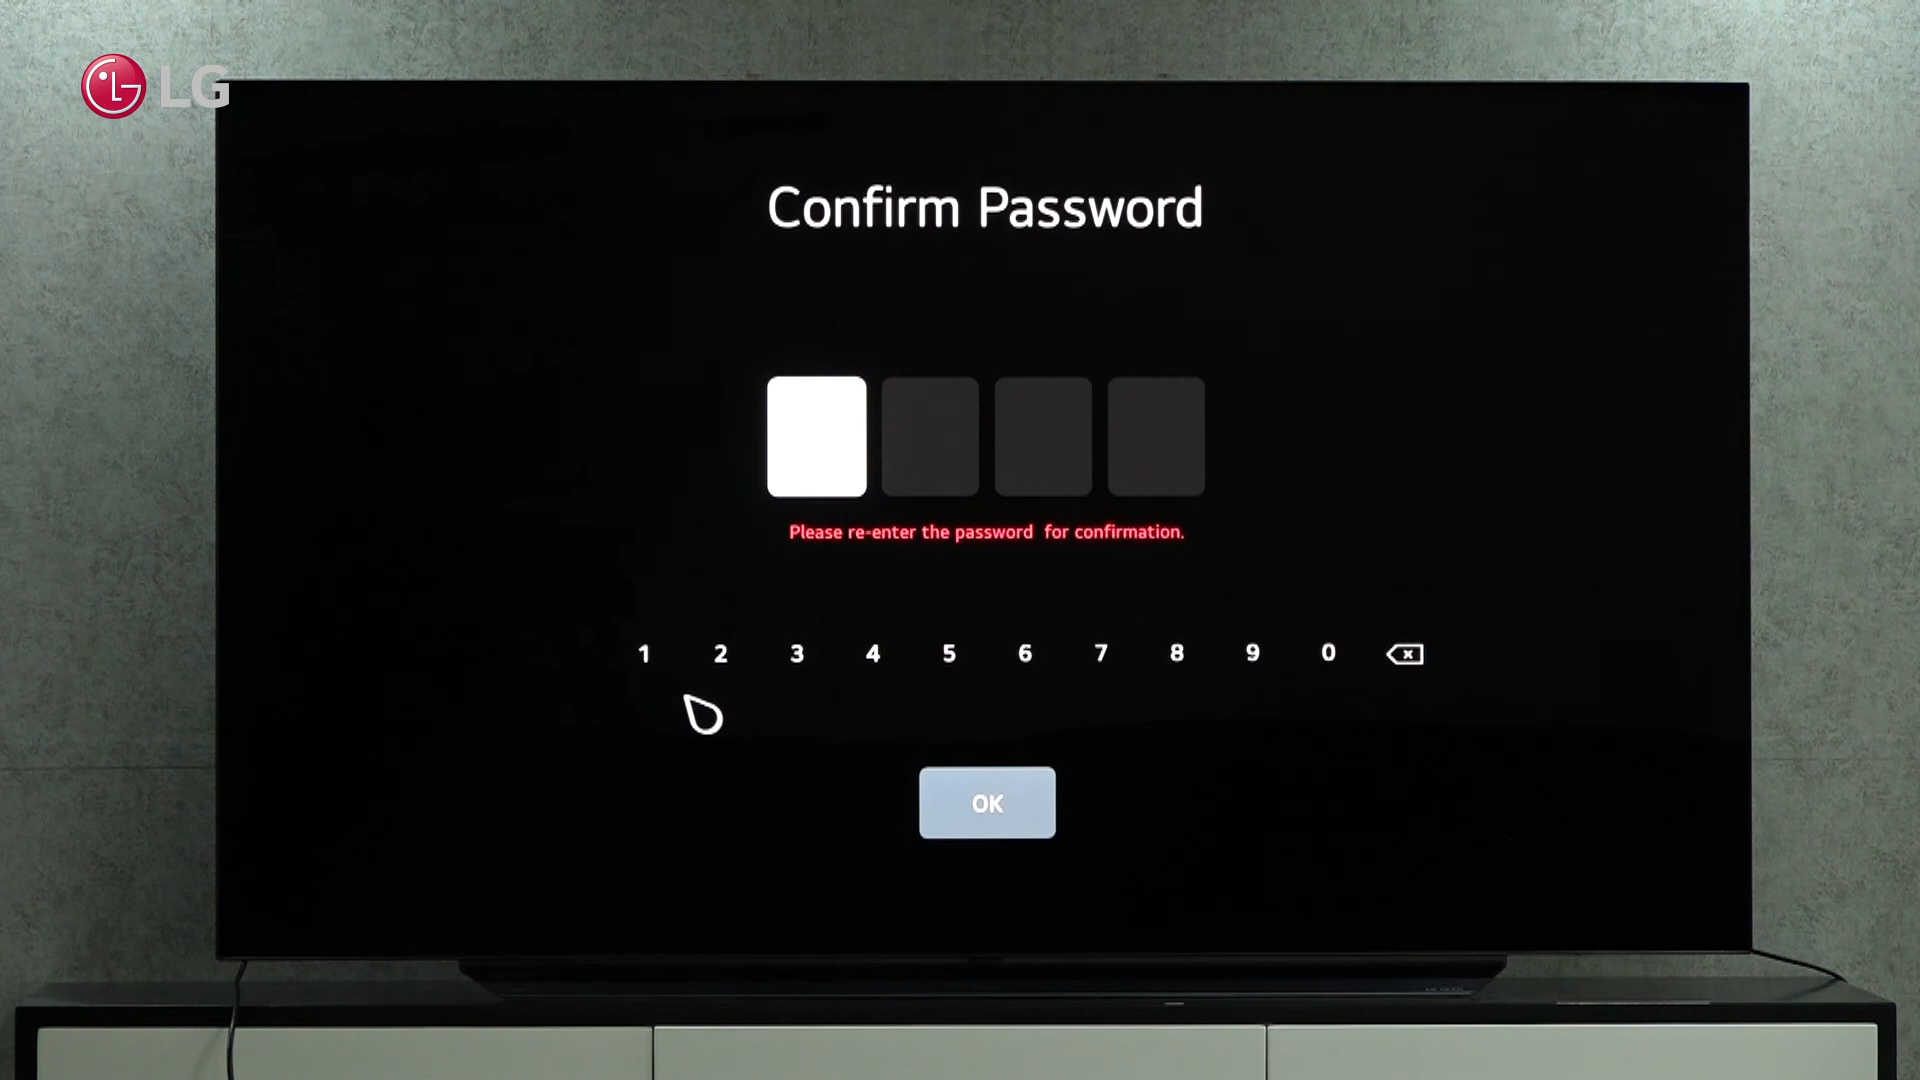 LG
Confirm Password
Please re-enter the password for confirmation.
1 2 3 4 5 6 7 8 9 0
OK